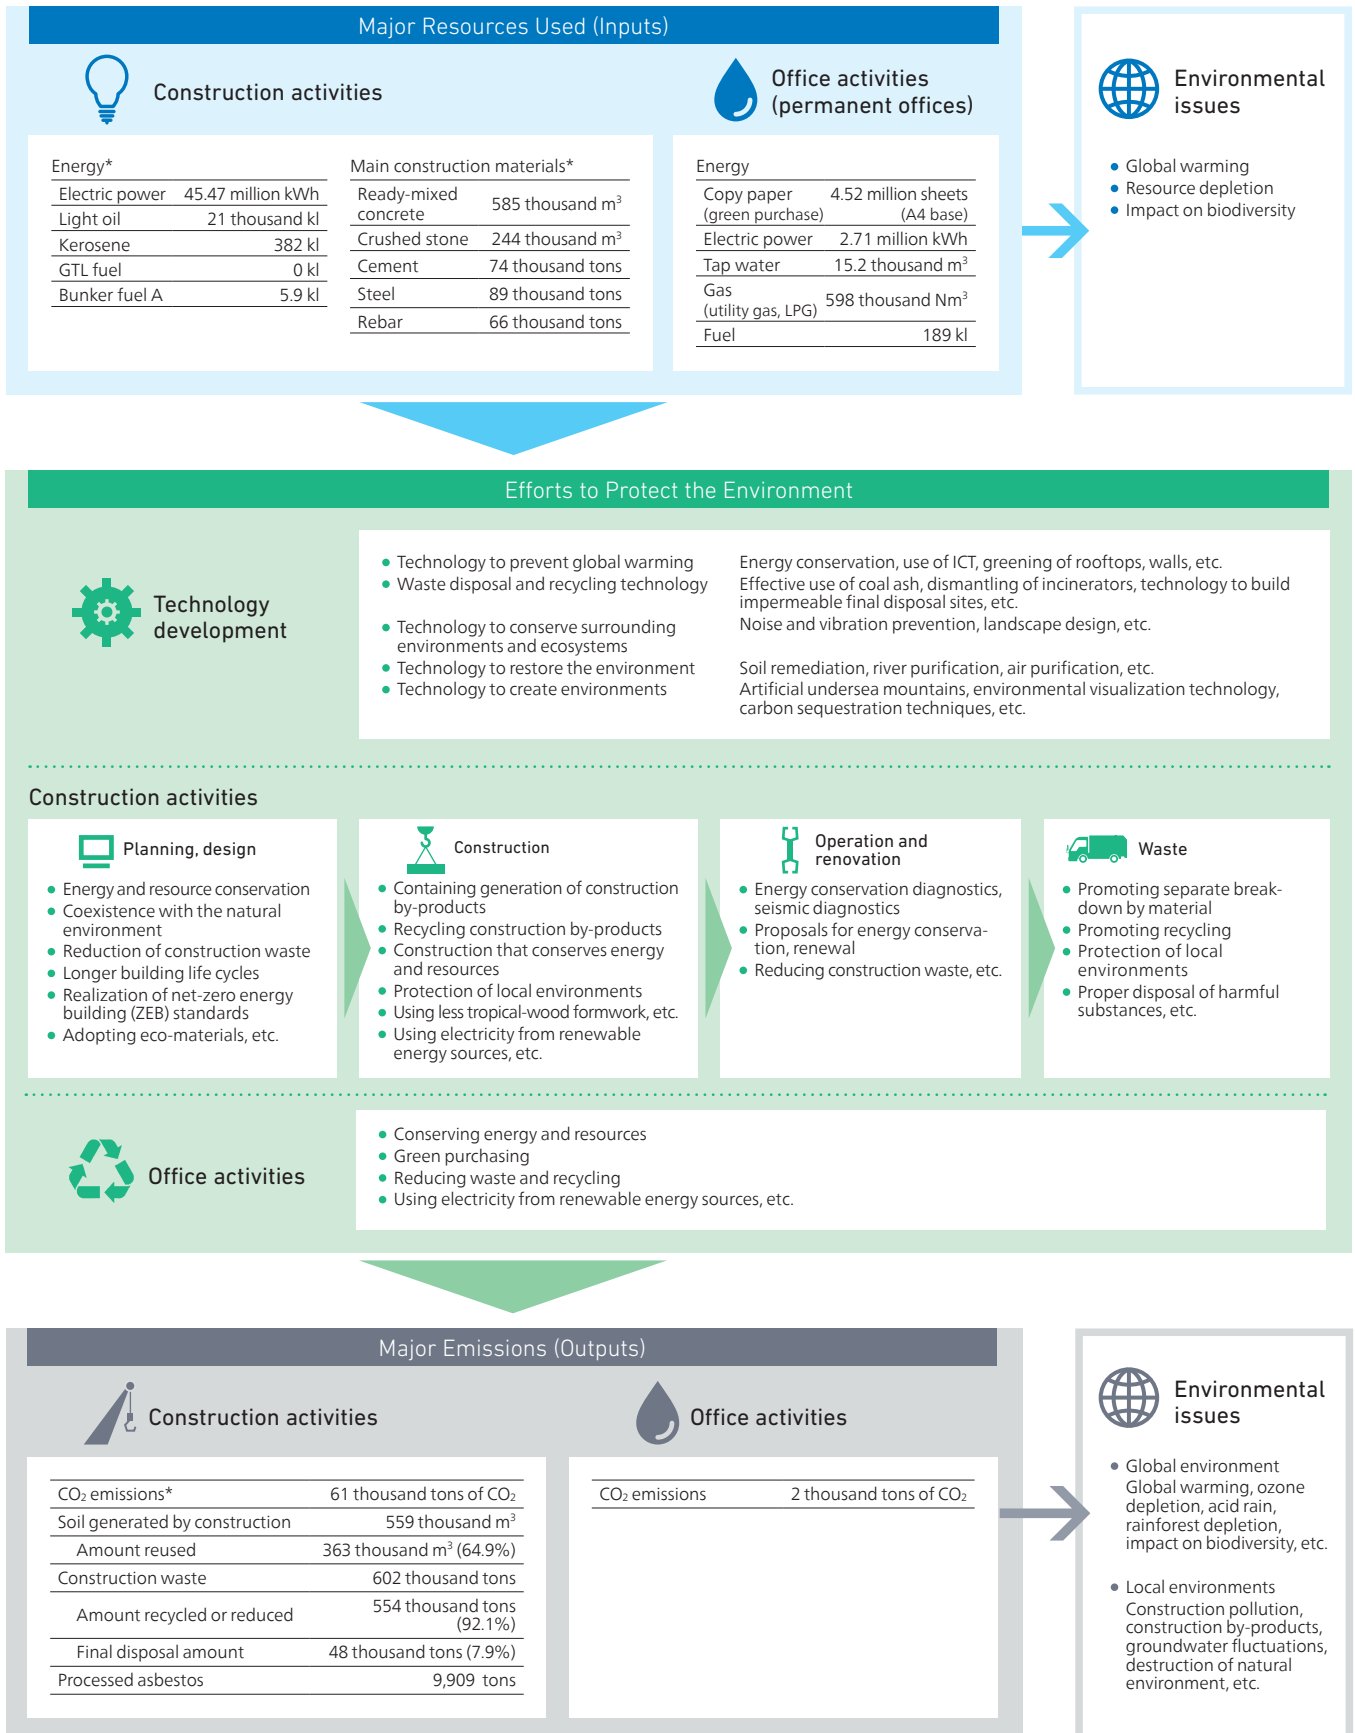 Major Resources Used (Inputs)
Construction activities
Energy*
Electric power 45.47 million kWh
Light oil 21 thousand kl
Kerosene 382 kl
GTL fuel 0 kl
Bunker fuel A 5.9 kl
Main construction materials*
Ready-mixed
concrete 585 thousand m³
Crushed stone 244 thousand m³
Cement 74 thousand tons
Steel 89 thousand tons
Rebar 66 thousand tons
Office activities
(permanent offices)
Energy
Copy paper 4.52 million sheets
(green purchase) (A4 base)
Electric power 2.71 million kWh
Tap water 15.2 thousand m³
Gas
(utility gas, LPG) 598 thousand Nm³
Fuel 189 kl
Environmental
issues
• Global warming
• Resource depletion
• Impact on biodiversity
Efforts to Protect the Environment
Technology
development
• Technology to prevent global warming Energy conservation, use of ICT, greening of rooftops, walls, etc.
• Waste disposal and recycling technology Effective use of coal ash, dismantling of incinerators, technology to build
impermeable final disposal sites, etc.
• Technology to conserve surrounding Noise and vibration prevention, landscape design, etc.
environments and ecosystems
• Technology to restore the environment Soil remediation, river purification, air purification, etc.
• Technology to create environments Artificial undersea mountains, environmental visualization technology,
carbon sequestration techniques, etc.
Construction activities
Planning, design
• Energy and resource conservation
• Coexistence with the natural
environment
• Reduction of construction waste
• Longer building life cycles
• Realization of net-zero energy
building (ZEB) standards
• Adopting eco-materials, etc.
Construction
• Containing generation of construction
by-products
• Recycling construction by-products
• Construction that conserves energy
and resources
• Protection of local environments
• Using less tropical-wood formwork, etc.
• Using electricity from renewable
energy sources, etc.
Operation and
renovation
• Energy conservation diagnostics,
seismic diagnostics
• Proposals for energy conserva-
tion, renewal
• Reducing construction waste, etc.
Waste
• Promoting separate break-
down by material
• Promoting recycling
• Protection of local
environments
• Proper disposal of harmful
substances, etc.
Office activities
• Conserving energy and resources
• Green purchasing
• Reducing waste and recycling
• Using electricity from renewable energy sources, etc.
Major Emissions (Outputs)
Construction activities
CO₂ emissions* 61 thousand tons of CO₂
Soil generated by construction 559 thousand m³
Amount reused 363 thousand m³ (64.9%)
Construction waste 602 thousand tons
Amount recycled or reduced 554 thousand tons
(92.1%)
Final disposal amount 48 thousand tons (7.9%)
Processed asbestos 9,909 tons
Office activities
CO₂ emissions 2 thousand tons of CO₂
Environmental
issues
• Global environment
Global warming, ozone
depletion, acid rain,
rainforest depletion,
impact on biodiversity, etc.
• Local environments
Construction pollution,
construction by-products,
groundwater fluctuations,
destruction of natural
environment, etc.